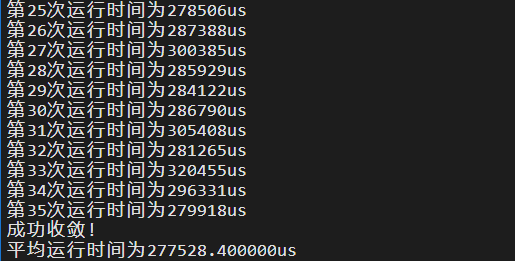 第25次运行时间为278506us
第26次运行时间为287388us
第27次运行时间为300385us
第28次运行时间为285929us
第29次运行时间为284122us
第30次运行时间为286790us
第31次运行时间为305408us
第32次运行时间为281265us
第33次运行时间为320455us
第34次运行时间为296331us
第35次运行时间为279918us
成功收敛!
平均运行时间为277528.400000us